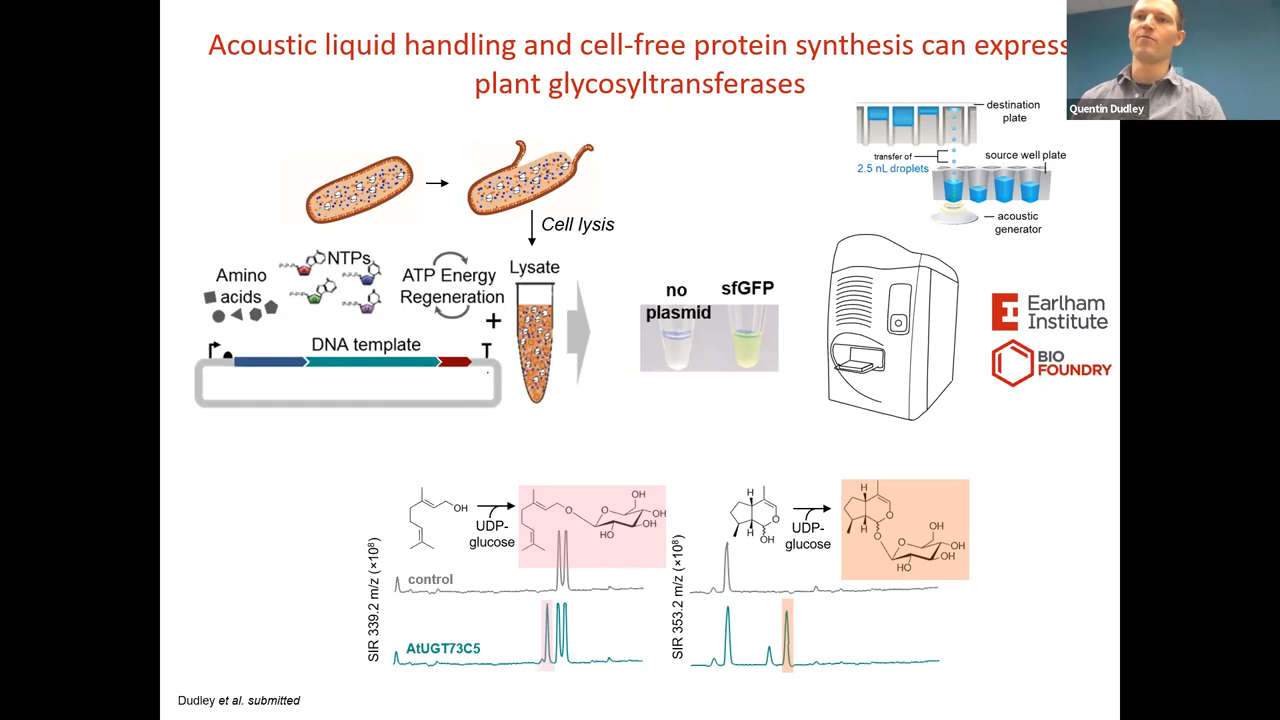 Acoustic liquid handling and cell-free protein synthesis can express
plant glycosyltransferases
Quentin Dudley
destination
plate
transfer of
2.5 nL droplets
source well plate
acoustic
generator
Cell lysis
Amino
acids
NTPs
ATP Energy
Regeneration
+
Lysate
DNA template
T
no
plasmid
sfGFP
Earlham
Institute
BIO
FOUNDRY
OH
UDP-
glucose
O
O
OH
OH
OH
HO
SIR 339.2 m/z (×10⁸)
control
AtUGT73C5
H
O
H
OH
UDP-
glucose
H
O
H
O
O
OH
OH
OH
HO
SIR 353.2 m/z (×10⁸)
Dudley et al. submitted